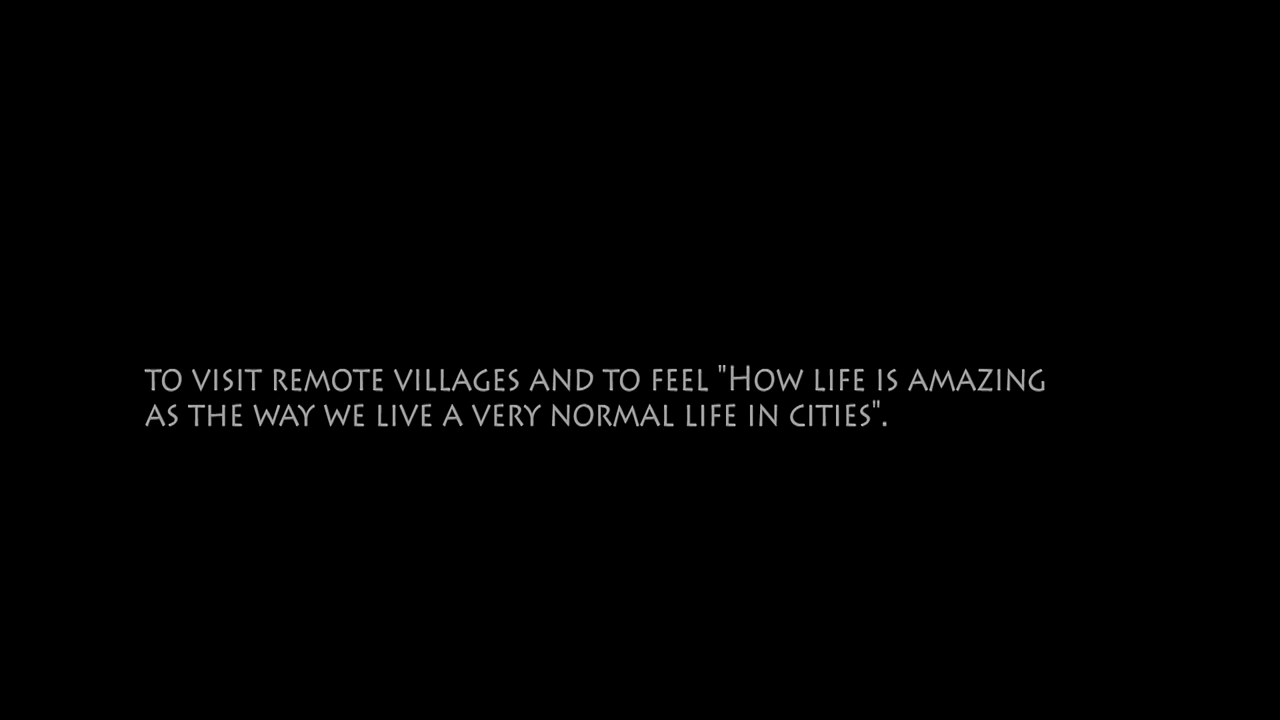 TO VISIT REMOTE VILLAGES AND TO FEEL "HOW LIFE IS AMAZING
AS THE WAY WE LIVE A VERY NORMAL LIFE IN CITIES".